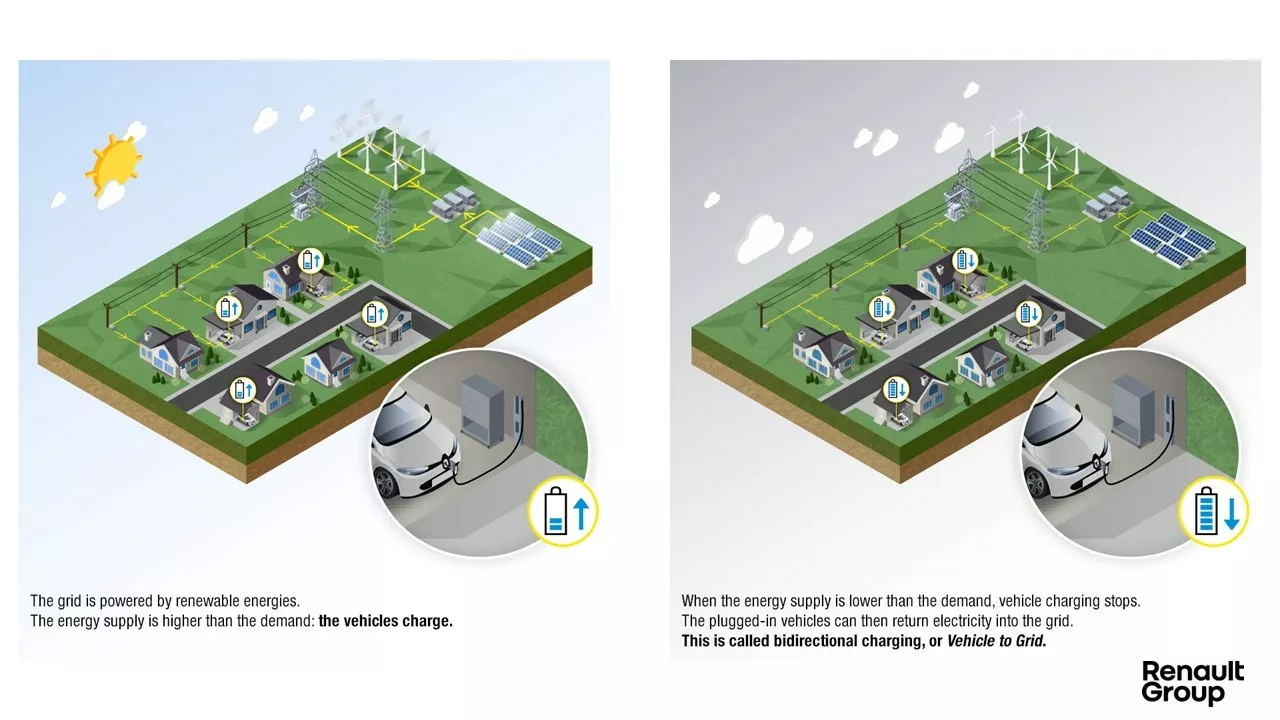 The grid is powered by renewable energies.
The energy supply is higher than the demand: the vehicles charge.
When the energy supply is lower than the demand, vehicle charging stops.
The plugged-in vehicles can then return electricity into the grid.
This is called bidirectional charging, or Vehicle to Grid.
Renault
Group